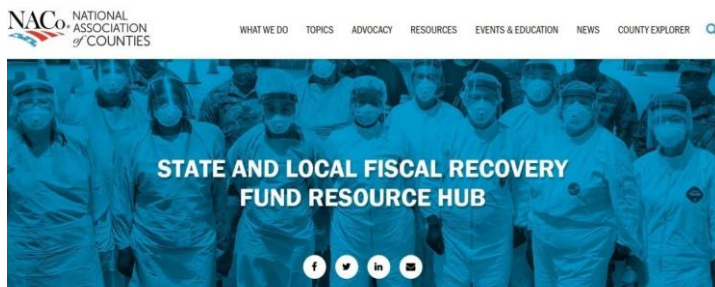 NACo NATIONAL
ASSOCIATION
of COUNTIES
WHAT WE DO TOPICS ADVOCACY RESOURCES EVENTS & EDUCATION NEWS COUNTY EXPLORER
STATE AND LOCAL FISCAL RECOVERY
FUND RESOURCE HUB